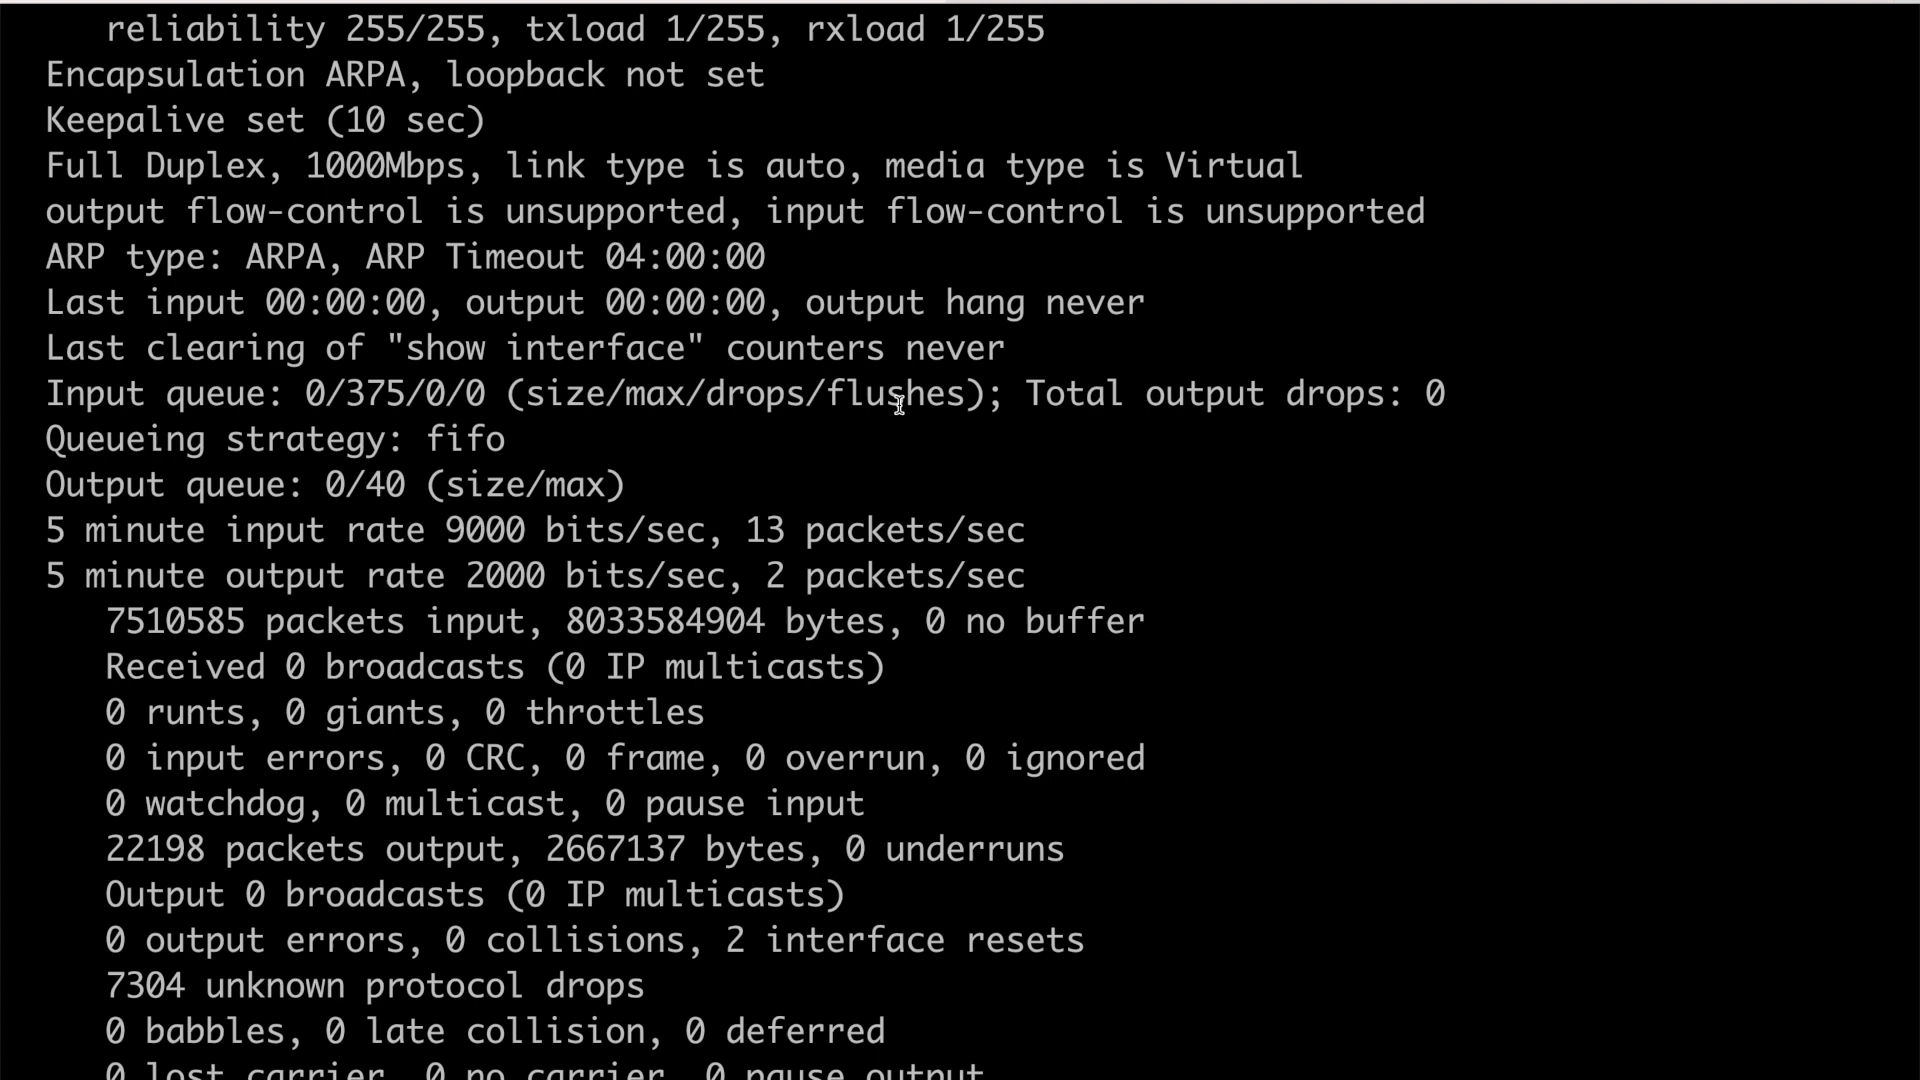 reliability 255/255, txload 1/255, rxload 1/255
Encapsulation ARPA, loopback not set
Keepalive set (10 sec)
Full Duplex, 1000Mbps, link type is auto, media type is Virtual
output flow-control is unsupported, input flow-control is unsupported
ARP type: ARPA, ARP Timeout 04:00:00
Last input 00:00:00, output 00:00:00, output hang never
Last clearing of "show interface" counters never
Input queue: 0/375/0/0 (size/max/drops/flushes); Total output drops: 0
Queueing strategy: fifo
Output queue: 0/40 (size/max)
5 minute input rate 9000 bits/sec, 13 packets/sec
5 minute output rate 2000 bits/sec, 2 packets/sec
7510585 packets input, 8033584904 bytes, 0 no buffer
Received 0 broadcasts (0 IP multicasts)
0 runts, 0 giants, 0 throttles
0 input errors, 0 CRC, 0 frame, 0 overrun, 0 ignored
0 watchdog, 0 multicast, 0 pause input
22198 packets output, 2667137 bytes, 0 underruns
Output 0 broadcasts (0 IP multicasts)
0 output errors, 0 collisions, 2 interface resets
7304 unknown protocol drops
0 babbles, 0 late collision, 0 deferred
0 lost carrier, 0 no carrier, 0 pause output